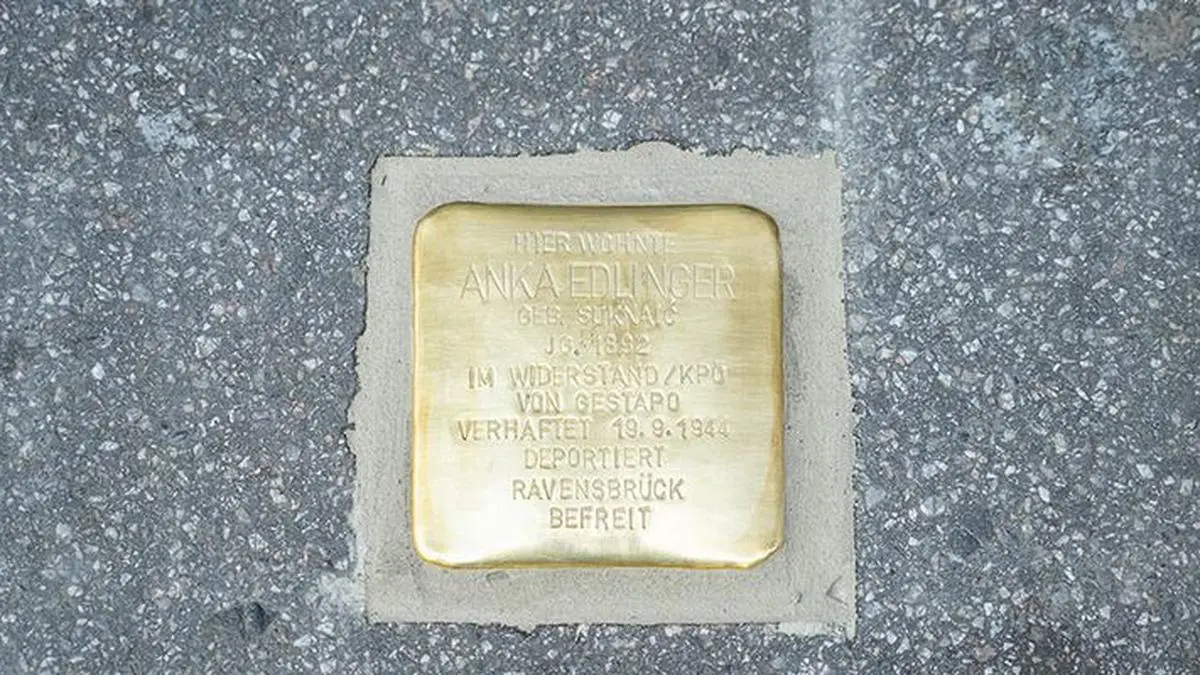 HIER WOHNTE
ANKA EDLINGER
GEB. SUKNAIĆ
JG. 1892
IM WIDERSTAND/KPÖ
VON GESTAPO
VERHAFTET 19.9.1944
DEPORTIERT
RAVENSBRÜCK
BEFREIT